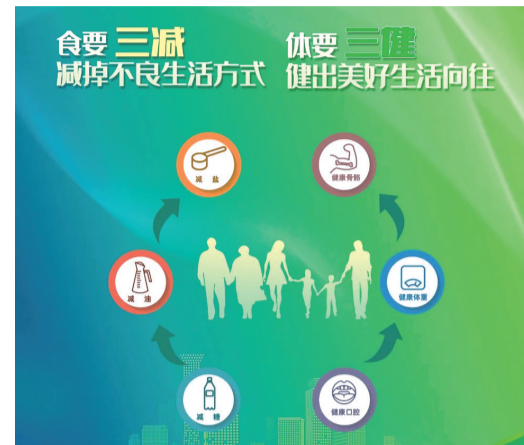 食要 三减
减掉不良生活方式
体要 三健
健出美好生活向往
减 盐
健康骨骼
减 油
健康体重
减 糖
健康口腔